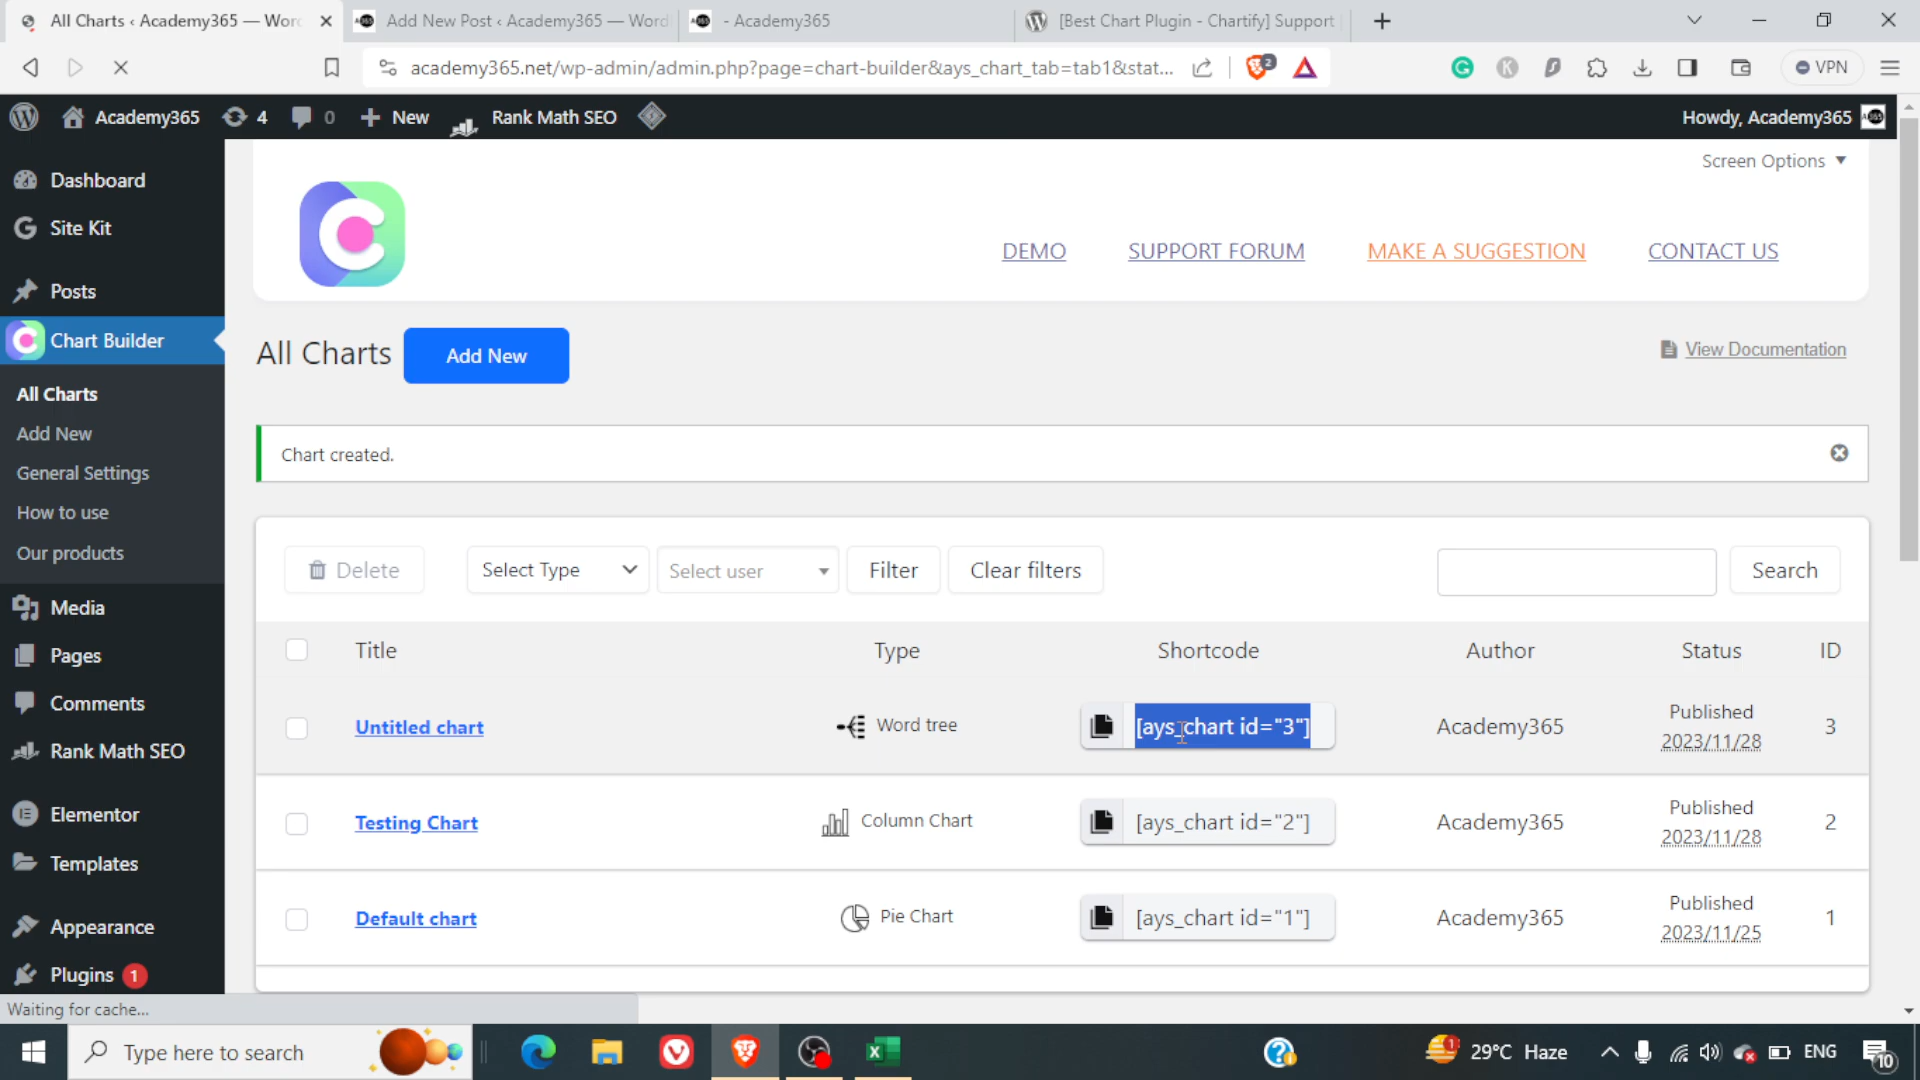 All Charts ‹ Academy365 — Worc
Add New Post ‹ Academy365 — Word
- Academy365
[Best Chart Plugin - Chartify] Support
academy365.net/wp-admin/admin.php?page=chart-builder&ays_chart_tab=tab1&stat...
2
VPN
Academy365
4
0
New
Rank Math SEO
Howdy, Academy365
Dashboard
Site Kit
Posts
Chart Builder
All Charts
Add New
General Settings
How to use
Our products
Media
Pages
Comments
Rank Math SEO
Elementor
Templates
Appearance
Plugins 1
Screen Options
DEMO
SUPPORT FORUM
MAKE A SUGGESTION
CONTACT US
All Charts
Add New
View Documentation
Chart created.
Delete
Select Type
Select user
Filter
Clear filters
Search
Title Type Shortcode Author Status ID
Untitled chart Word tree [ays_chart id="3"] Academy365 Published 2023/11/28 3
Testing Chart Column Chart [ays_chart id="2"] Academy365 Published 2023/11/28 2
Default chart Pie Chart [ays_chart id="1"] Academy365 Published 2023/11/25 1
Waiting for cache...
Type here to search
29°C Haze
ENG
10